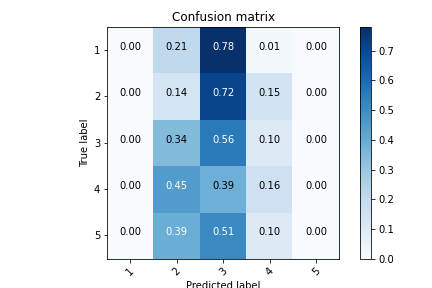 Confusion matrix
True label
1 0.00 0.21 0.78 0.01 0.00
2 0.00 0.14 0.72 0.15 0.00
3 0.00 0.34 0.56 0.10 0.00
4 0.00 0.45 0.39 0.16 0.00
5 0.00 0.39 0.51 0.10 0.00
1 2 3 4 5
Predicted label
0.7
0.6
0.5
0.4
0.3
0.2
0.1
0.0